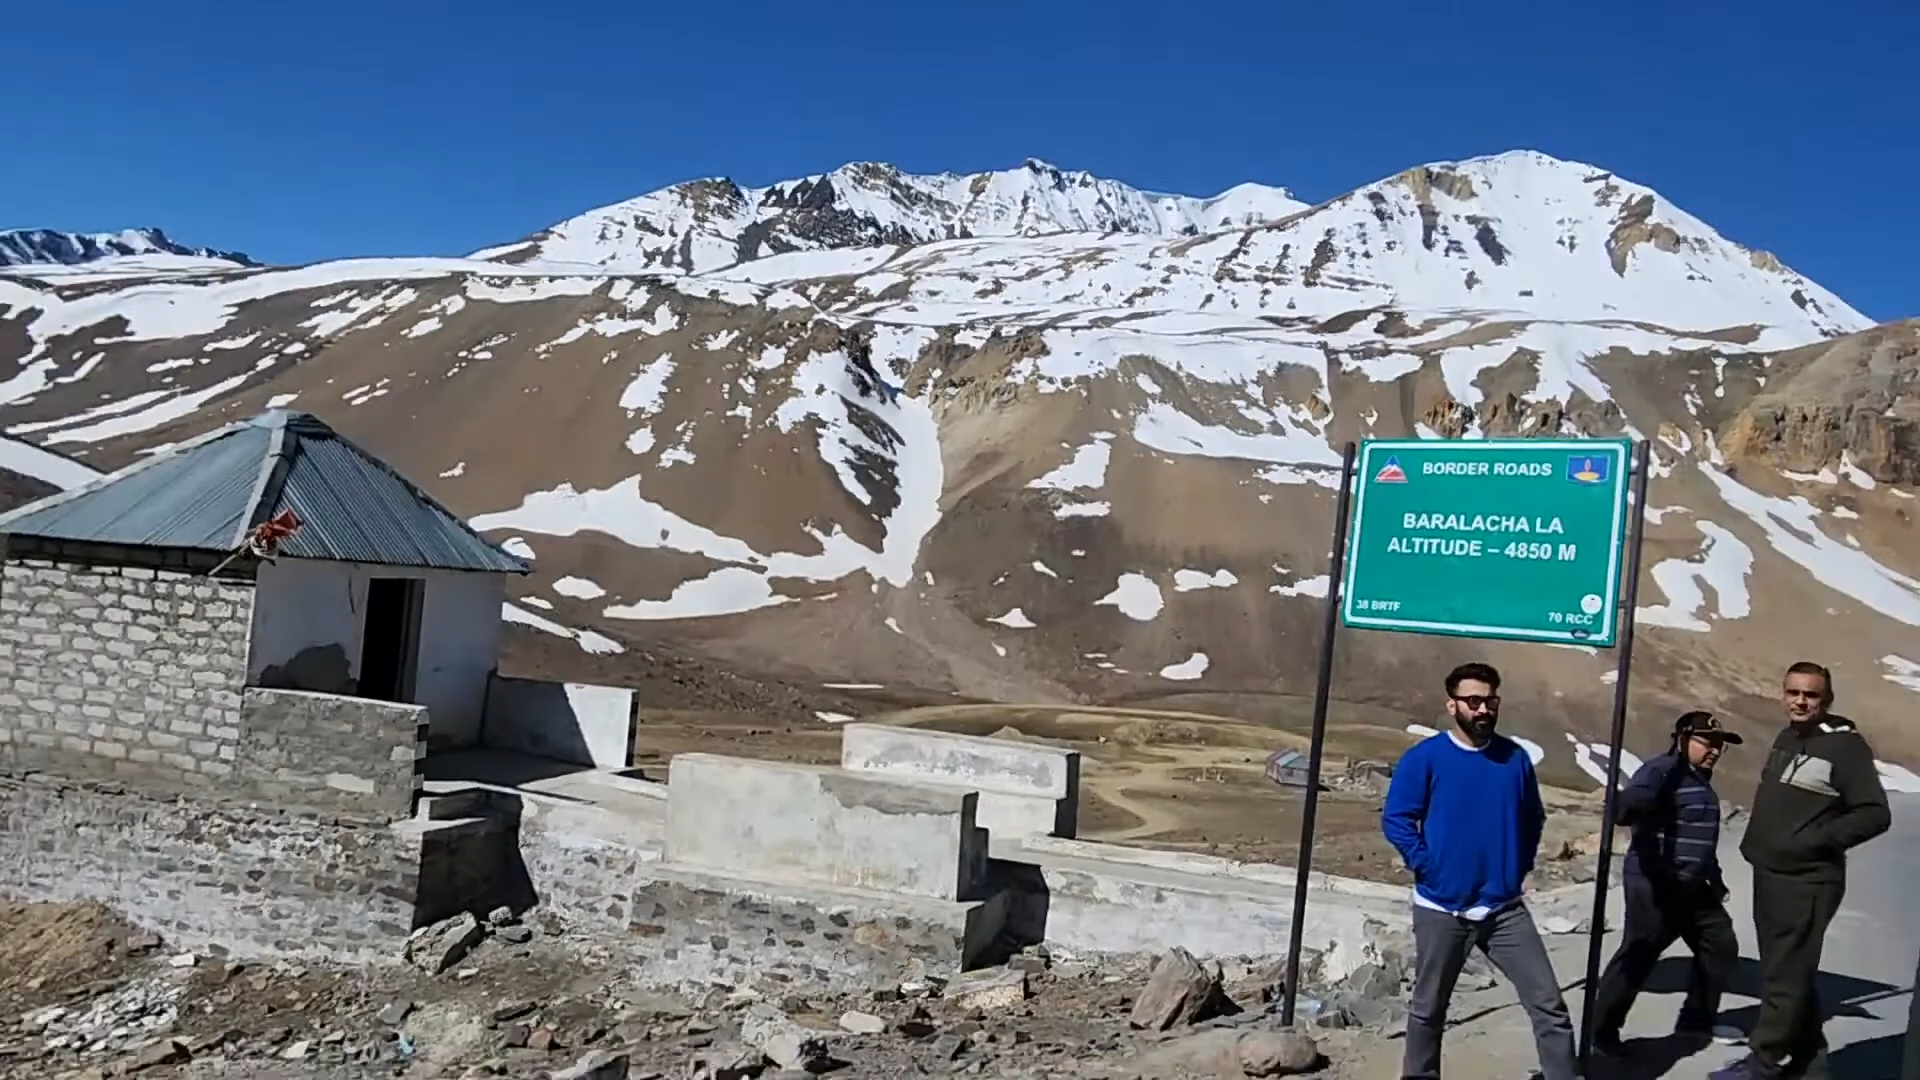 BORDER ROADS
BARALACHA LA
ALTITUDE – 4850 M
38 BRTF
70 RCC